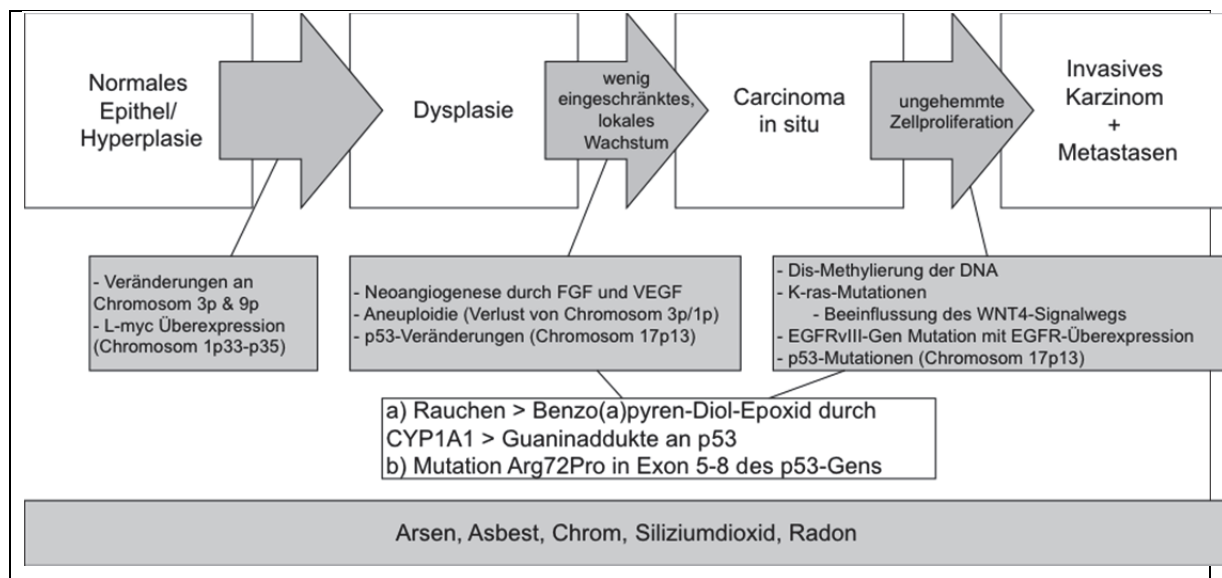 Normales
Epithel/
Hyperplasie
Dysplasie
wenig
eingeschränktes,
lokales
Wachstum
Carcinoma
in situ
ungehemmte
Zellproliferation
Invasives
Karzinom
+
Metastasen
- Veränderungen an
Chromosom 3p & 9p
- L-myc Überexpression
(Chromosom 1p33-p35)
- Neoangiogenese durch FGF und VEGF
- Aneuploidie (Verlust von Chromosom 3p/1p)
- p53-Veränderungen (Chromosom 17p13)
- Dis-Methylierung der DNA
- K-ras-Mutationen
- Beeinflussung des WNT4-Signalwegs
- EGFRvIII-Gen Mutation mit EGFR-Überexpression
- p53-Mutationen (Chromosom 17p13)
a) Rauchen > Benzo(a)pyren-Diol-Epoxid durch
CYP1A1 > Guaninaddukte an p53
b) Mutation Arg72Pro in Exon 5-8 des p53-Gens
Arsen, Asbest, Chrom, Siliziumdioxid, Radon